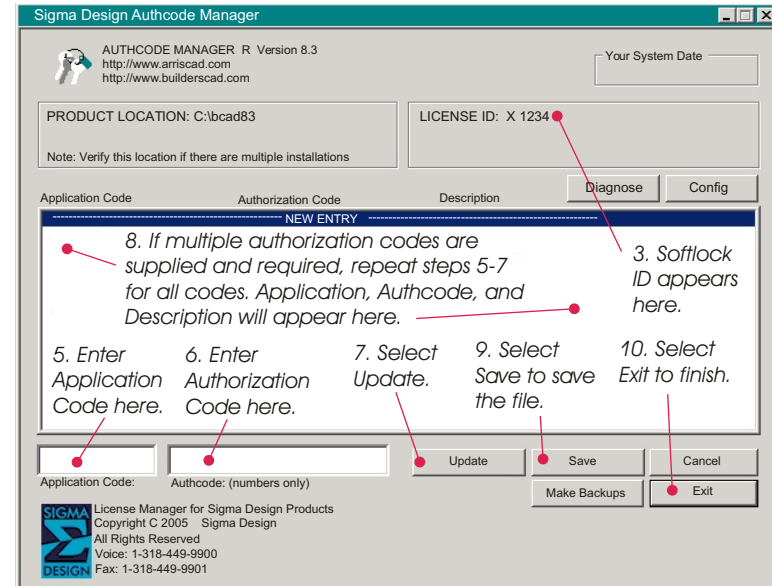 Sigma Design Authcode Manager
AUTHCODE MANAGER R Version 8.3
http://www.arriscad.com
http://www.builderscad.com
Your System Date
PRODUCT LOCATION: C:\bcad83
Note: Verify this location if there are multiple installations
LICENSE ID: X 1234
Diagnose
Config
Application Code
Authorization Code
Description
NEW ENTRY
8. If multiple authorization codes are
supplied and required, repeat steps 5-7
for all codes. Application, Authcode, and
Description will appear here.
3. Softlock
ID appears
here.
5. Enter
Application
Code here.
6. Enter
Authorization
Code here.
7. Select
Update.
9. Select
Save to save
the file.
10. Select
Exit to finish.
Update
Save
Cancel
Application Code:
Authcode: (numbers only)
Make Backups
Exit
SIGMA
DESIGN
License Manager for Sigma Design Products
Copyright C 2005 Sigma Design
All Rights Reserved
Voice: 1-318-449-9900
Fax: 1-318-449-9901